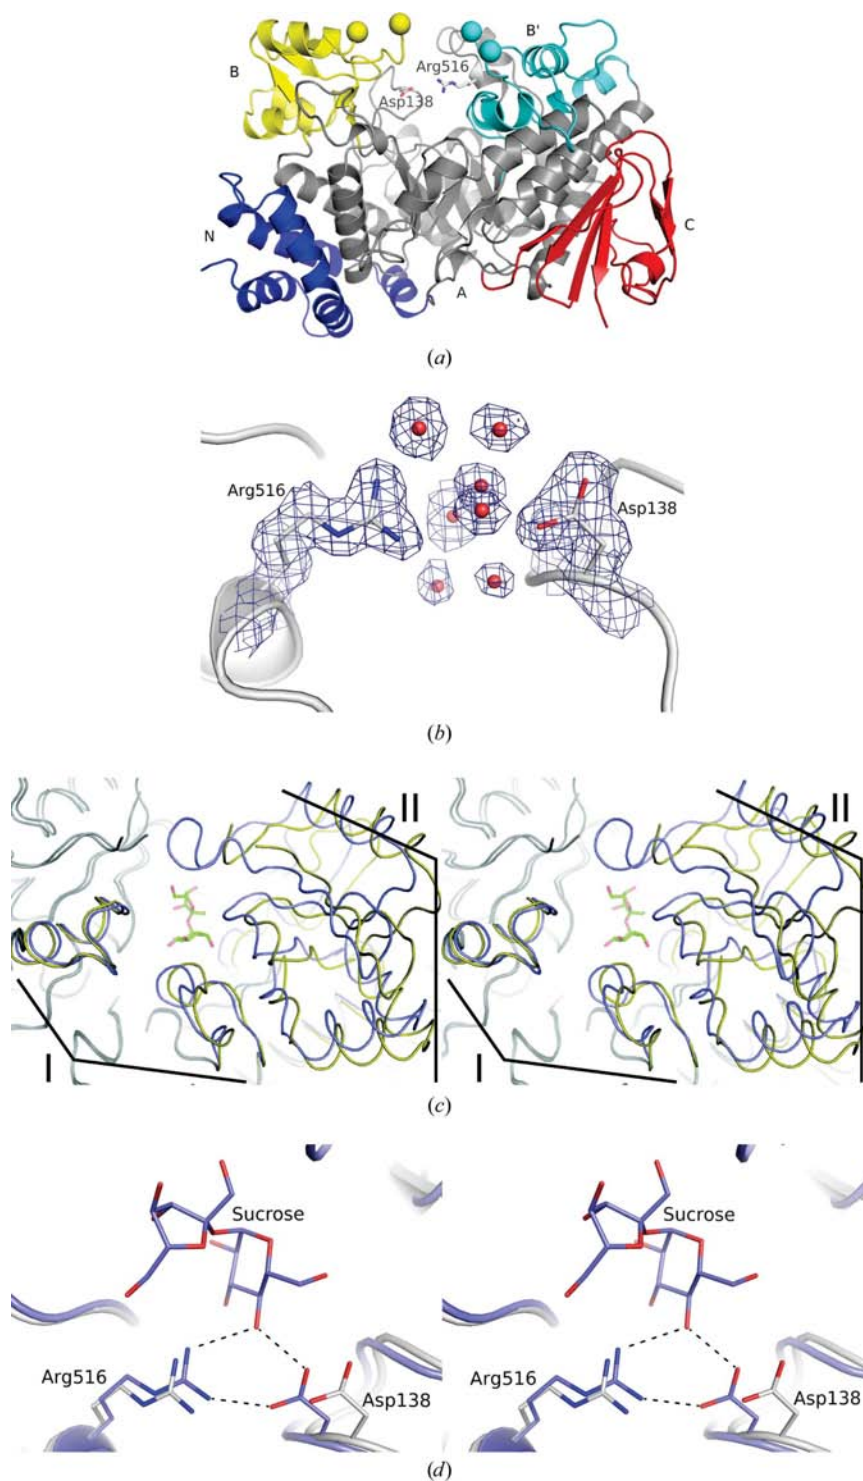 B
B'
Arg516
Asp138
N
C
A
(a)
Arg516
Asp138
(b)
II
II
I
I
(c)
Sucrose
Sucrose
Arg516
Asp138
Arg516
Asp138
(d)